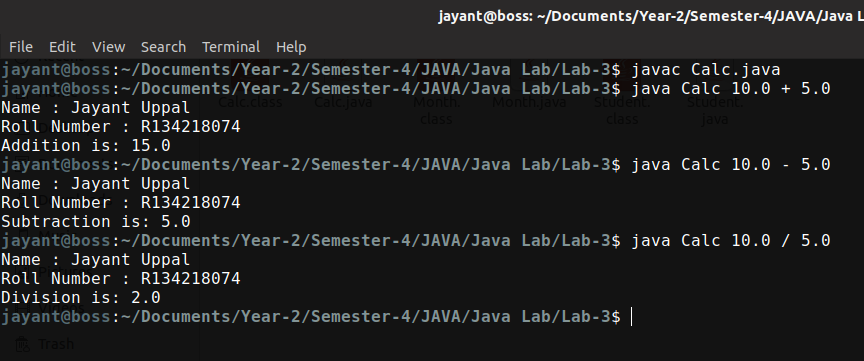 jayant@boss: ~/Documents/Year-2/Semester-4/JAVA/Java L
File Edit View Search Terminal Help
jayant@boss:~/Documents/Year-2/Semester-4/JAVA/Java Lab/Lab-3$ javac Calc.java
jayant@boss:~/Documents/Year-2/Semester-4/JAVA/Java Lab/Lab-3$ java Calc 10.0 + 5.0
Calc.class Calc.java Month.class Month.java Student.class Student.java
Name : Jayant Uppal
Roll Number : R134218074
Addition is: 15.0
jayant@boss:~/Documents/Year-2/Semester-4/JAVA/Java Lab/Lab-3$ java Calc 10.0 - 5.0
Name : Jayant Uppal
Roll Number : R134218074
Subtraction is: 5.0
jayant@boss:~/Documents/Year-2/Semester-4/JAVA/Java Lab/Lab-3$ java Calc 10.0 / 5.0
Name : Jayant Uppal
Roll Number : R134218074
Division is: 2.0
jayant@boss:~/Documents/Year-2/Semester-4/JAVA/Java Lab/Lab-3$
Trash